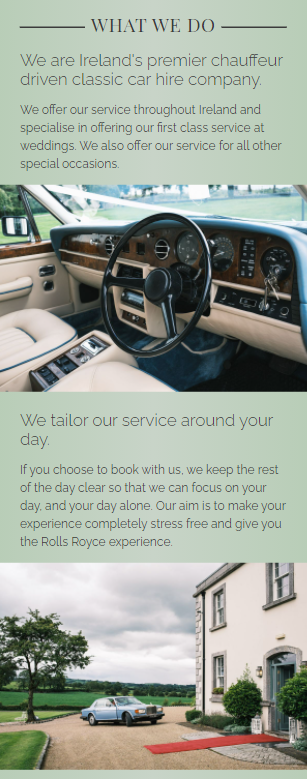 WHAT WE DO
We are Ireland's premier chauffeur
driven classic car hire company.
We offer our service throughout Ireland and
specialise in offering our first class service at
weddings. We also offer our service for all other
special occasions.
We tailor our service around your
day.
If you choose to book with us, we keep the rest
of the day clear so that we can focus on your
day, and your day alone. Our aim is to make your
experience completely stress free and give you
the Rolls Royce experience.